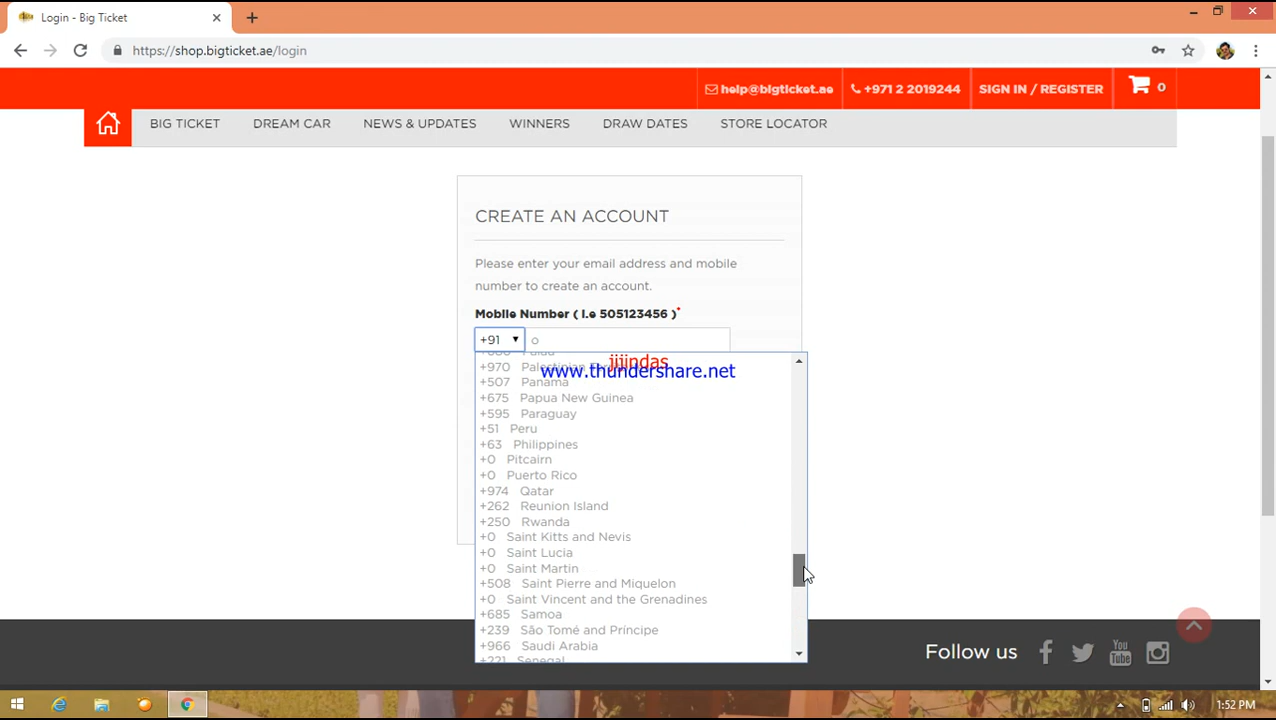 Login - Big Ticket
https://shop.bigticket.ae/login
help@bigticket.ae
+971 2 2019244
SIGN IN / REGISTER
0
BIG TICKET
DREAM CAR
NEWS & UPDATES
WINNERS
DRAW DATES
STORE LOCATOR
CREATE AN ACCOUNT
Please enter your email address and mobile
number to create an account.
Mobile Number ( i.e 505123456 )*
+91
o
jijindas
www.thundershare.net
+970
+507 Panama
+675 Papua New Guinea
+595 Paraguay
+51 Peru
+63 Philippines
+0 Pitcairn
+0 Puerto Rico
+974 Qatar
+262 Reunion Island
+250 Rwanda
+0 Saint Kitts and Nevis
+0 Saint Lucia
+0 Saint Martin
+508 Saint Pierre and Miquelon
+0 Saint Vincent and the Grenadines
+685 Samoa
+239 São Tomé and Príncipe
+966 Saudi Arabia
+221 Senegal
Follow us
You
Tube
1:52 PM